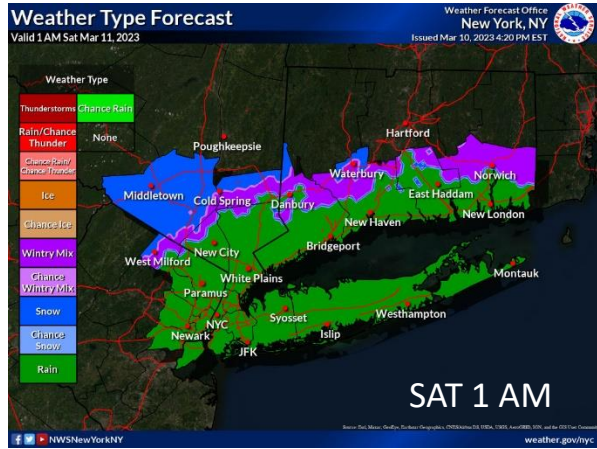 Weather Type Forecast
Valid 1 AM Sat Mar 11, 2023
Weather Forecast Office
New York, NY
Issued Mar 10, 2023 4:20 PM EST
Weather Type
Thunderstorms
Chance Rain
Rain/Chance
Thunder
None
Chance Rain/
Chance Thunder
Ice
Chance Ice
Wintry Mix
Chance
Wintry Mix
Snow
Chance
Snow
Rain
Poughkeepsie
Hartford
Middletown
Cold Spring
Waterbury
Danbury
Norwich
East Haddam
New London
New Haven
Bridgeport
New City
West Milford
White Plains
Paramus
Montauk
NYC
Syosset
Westhampton
Newark
Islip
JFK
SAT 1 AM
NWSNewYorkNY
weather.gov/nyc